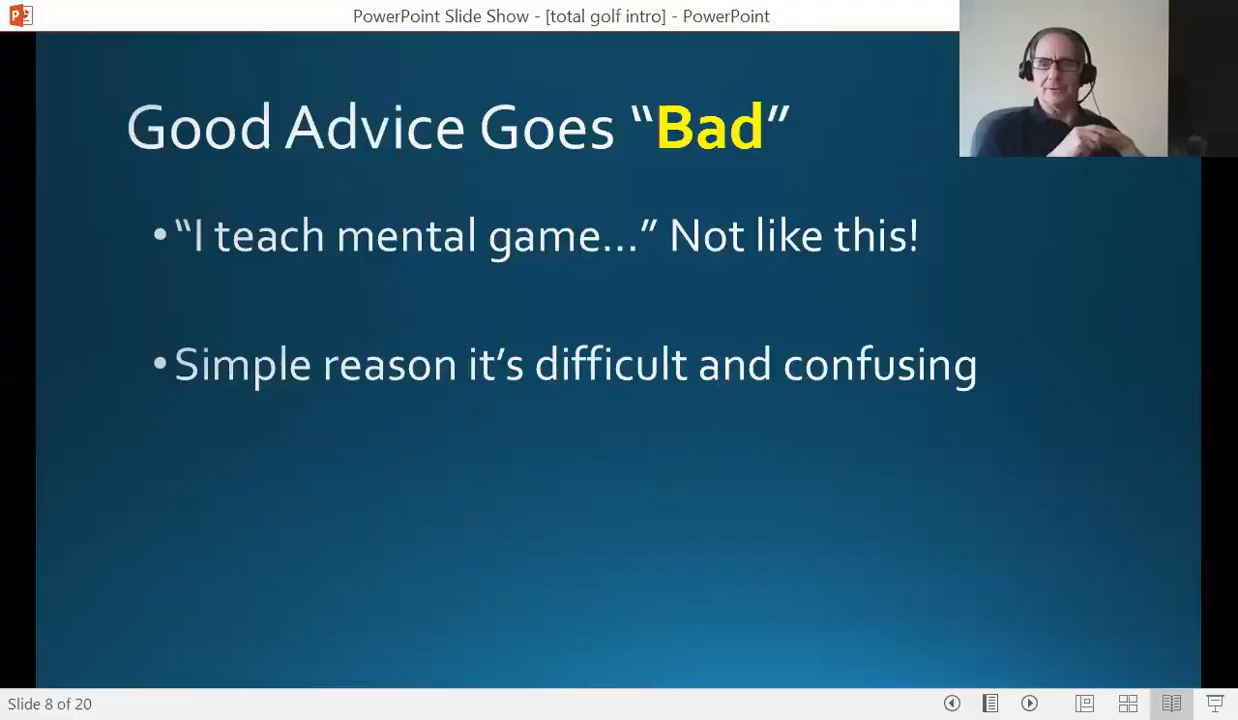 PowerPoint Slide Show - [total golf intro] - PowerPoint
Good Advice Goes “Bad”
•“I teach mental game...” Not like this!
•Simple reason it’s difficult and confusing
Slide 8 of 20